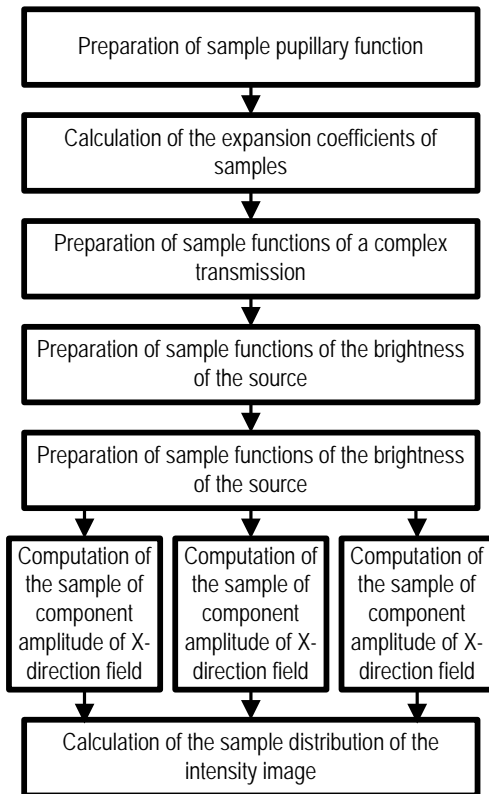 Preparation of sample pupillary function
Calculation of the expansion coefficients of
samples
Preparation of sample functions of a complex
transmission
Preparation of sample functions of the brightness
of the source
Preparation of sample functions of the brightness
of the source
Computation of
the sample of
component
amplitude of X-
direction field
Computation of
the sample of
component
amplitude of X-
direction field
Computation of
the sample of
component
amplitude of X-
direction field
Calculation of the sample distribution of the
intensity image